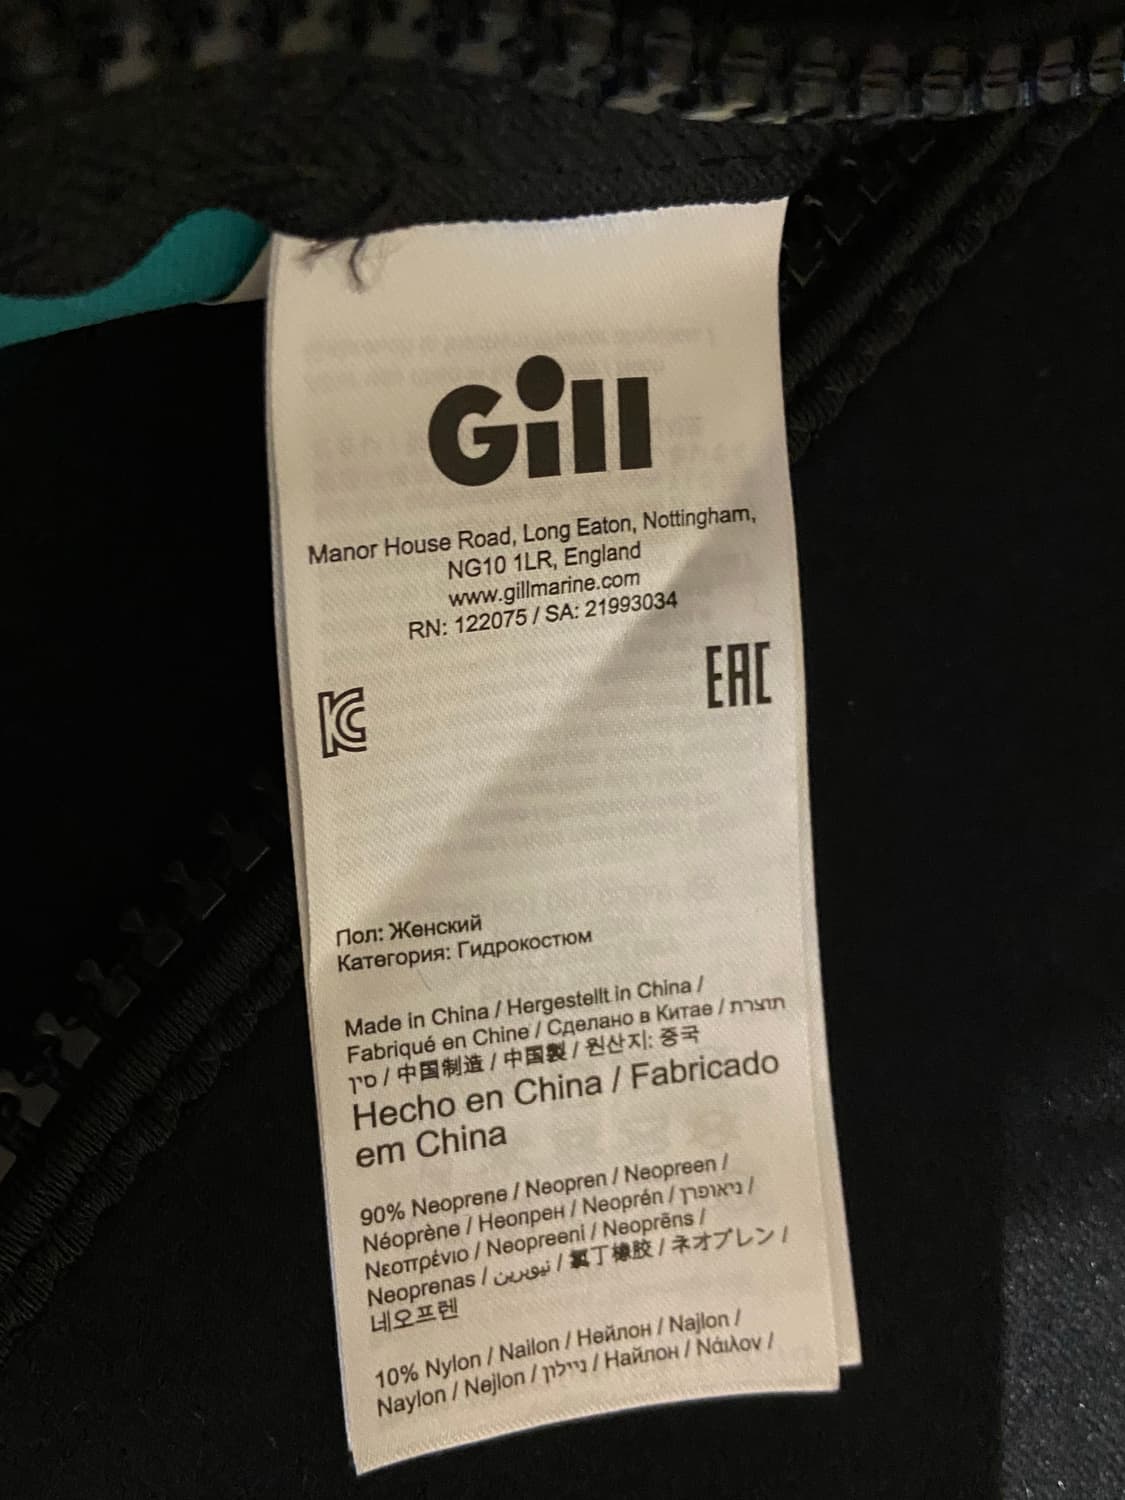 Gill
Manor House Road, Long Eaton, Nottingham,
NG10 1LR, England
www.gillmarine.com
RN: 122075 / SA: 21993034
EAC
KC
Пол: Женский
Категория: Гидрокостюм
Made in China / Hergestellt in China /
Fabriqué en Chine / Сделано в Китае / תוצרת
סין / 中国制造 / 中国製 / 원산지: 중국
Hecho en China / Fabricado
em China
90% Neoprene / Neopren / Neopreen /
Néoprène / Неопрен / Neoprén / ניאופרן /
Νεοπρένιο / Neopreeni / Neoprēns /
Neoprenas / نيوبرين / 氯丁橡胶 / ネオプレン /
네오프렌
10% Nylon / Nailon / Нейлон / Najlon /
Naylon / Nejlon / ניילון / Найлон / Νάιλον /